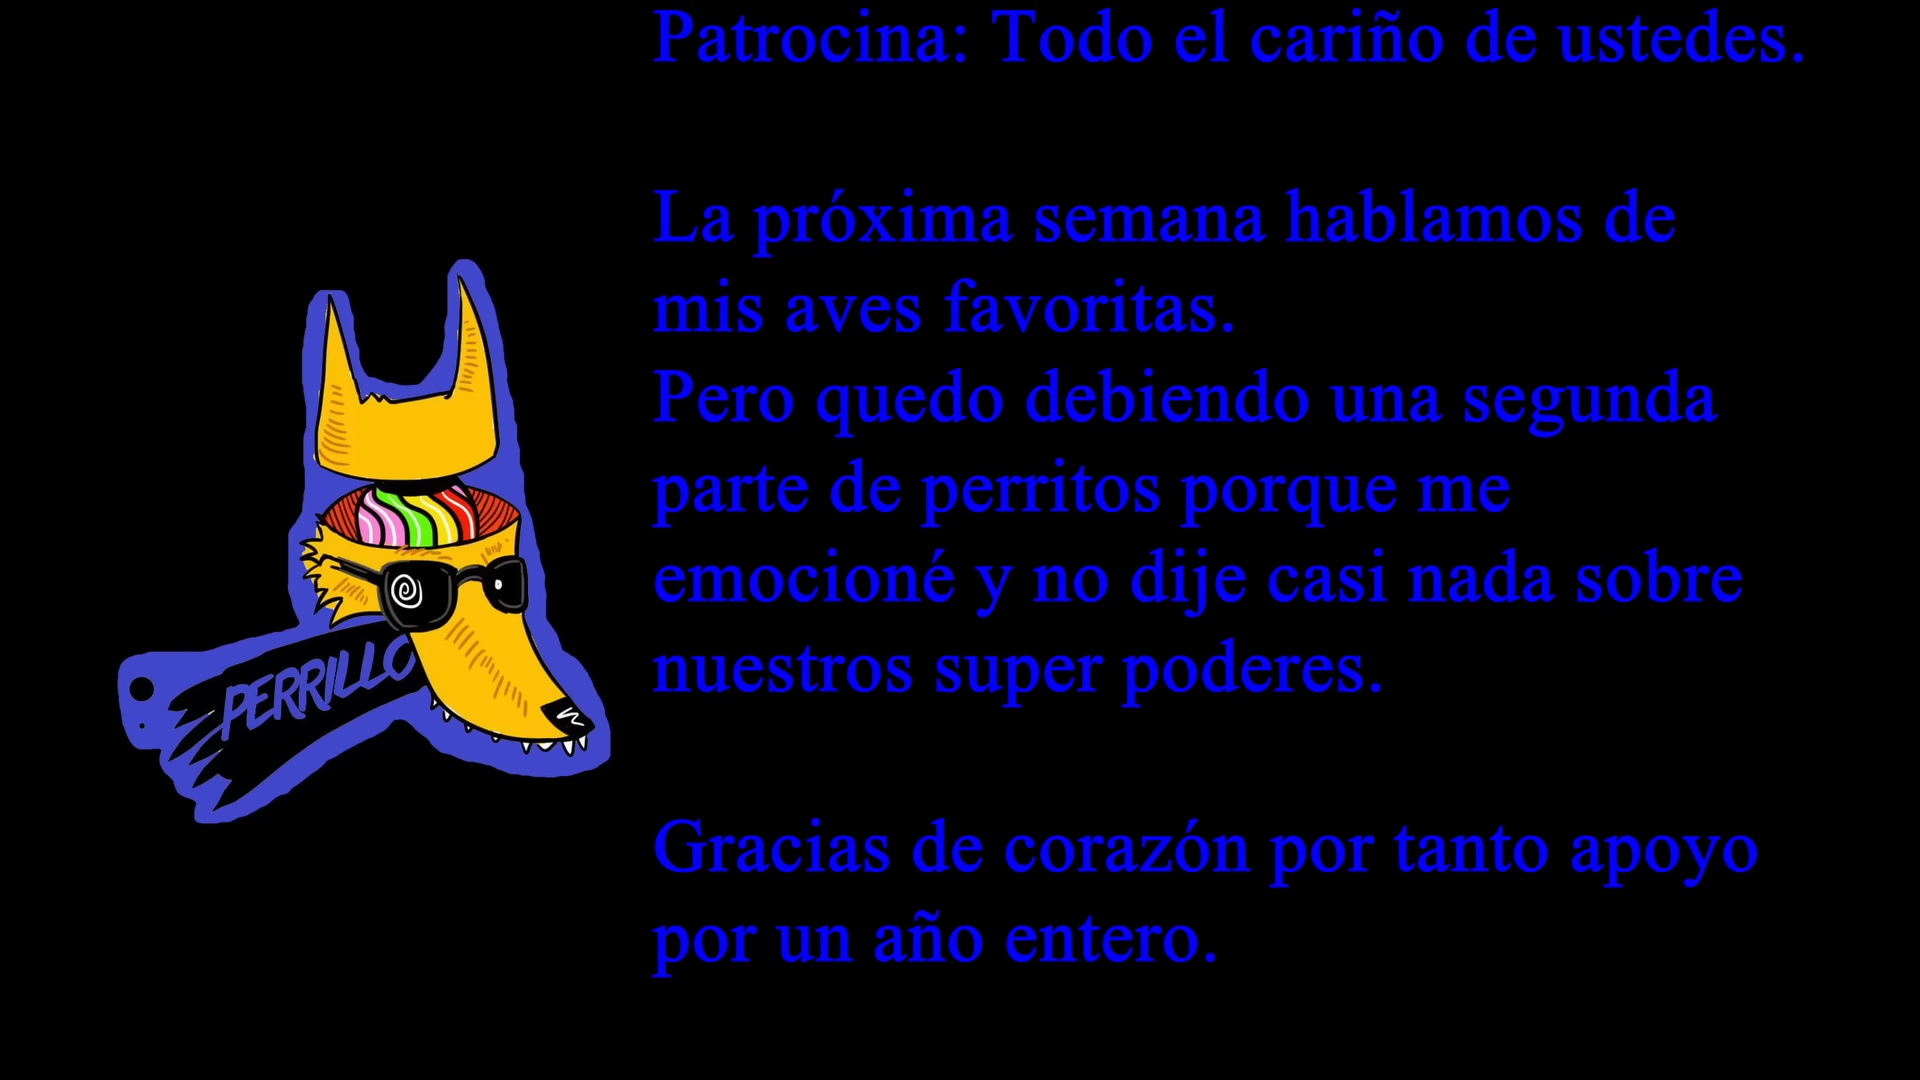 Patrocina: Todo el cariño de ustedes.
La próxima semana hablamos de
mis aves favoritas.
Pero quedo debiendo una segunda
parte de perritos porque me
emocioné y no dije casi nada sobre
nuestros super poderes.
PERRILLO
Gracias de corazón por tanto apoyo
por un año entero.